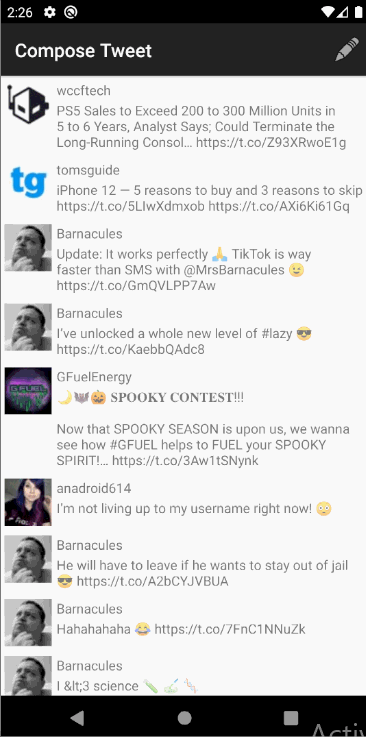 2:26
Compose Tweet
wccftech
PS5 Sales to Exceed 200 to 300 Million Units in
5 to 6 Years, Analyst Says; Could Terminate the
Long-Running Consol… https://t.co/Z93XRwoE1g
tomsguide
tg
iPhone 12 — 5 reasons to buy and 3 reasons to skip
https://t.co/5LIwXdmxob https://t.co/AXi6Ki61Gq
Barnacules
Update: It works perfectly 🙏 TikTok is way
faster than SMS with @MrsBarnacules 😉
https://t.co/GmQVLPP7Aw
Barnacules
I've unlocked a whole new level of #lazy 😎
https://t.co/KaebbQAdc8
GFuelEnergy
GFUEL
🌙🦇🎃 𝐒𝐏𝐎𝐎𝐊𝐘 𝐂𝐎𝐍𝐓𝐄𝐒𝐓!!!
Now that SPOOKY SEASON is upon us, we wanna
see how #GFUEL helps to FUEL your SPOOKY
SPIRIT!… https://t.co/3Aw1tSNynk
anadroid614
I'm not living up to my username right now! 😳
Barnacules
He will have to leave if he wants to stay out of jail
😎 https://t.co/A2bCYJVBUA
Barnacules
Hahahahaha 😂 https://t.co/7FnC1NNuZk
Barnacules
I &lt;3 science 🧪 🔬 🧬
Activ